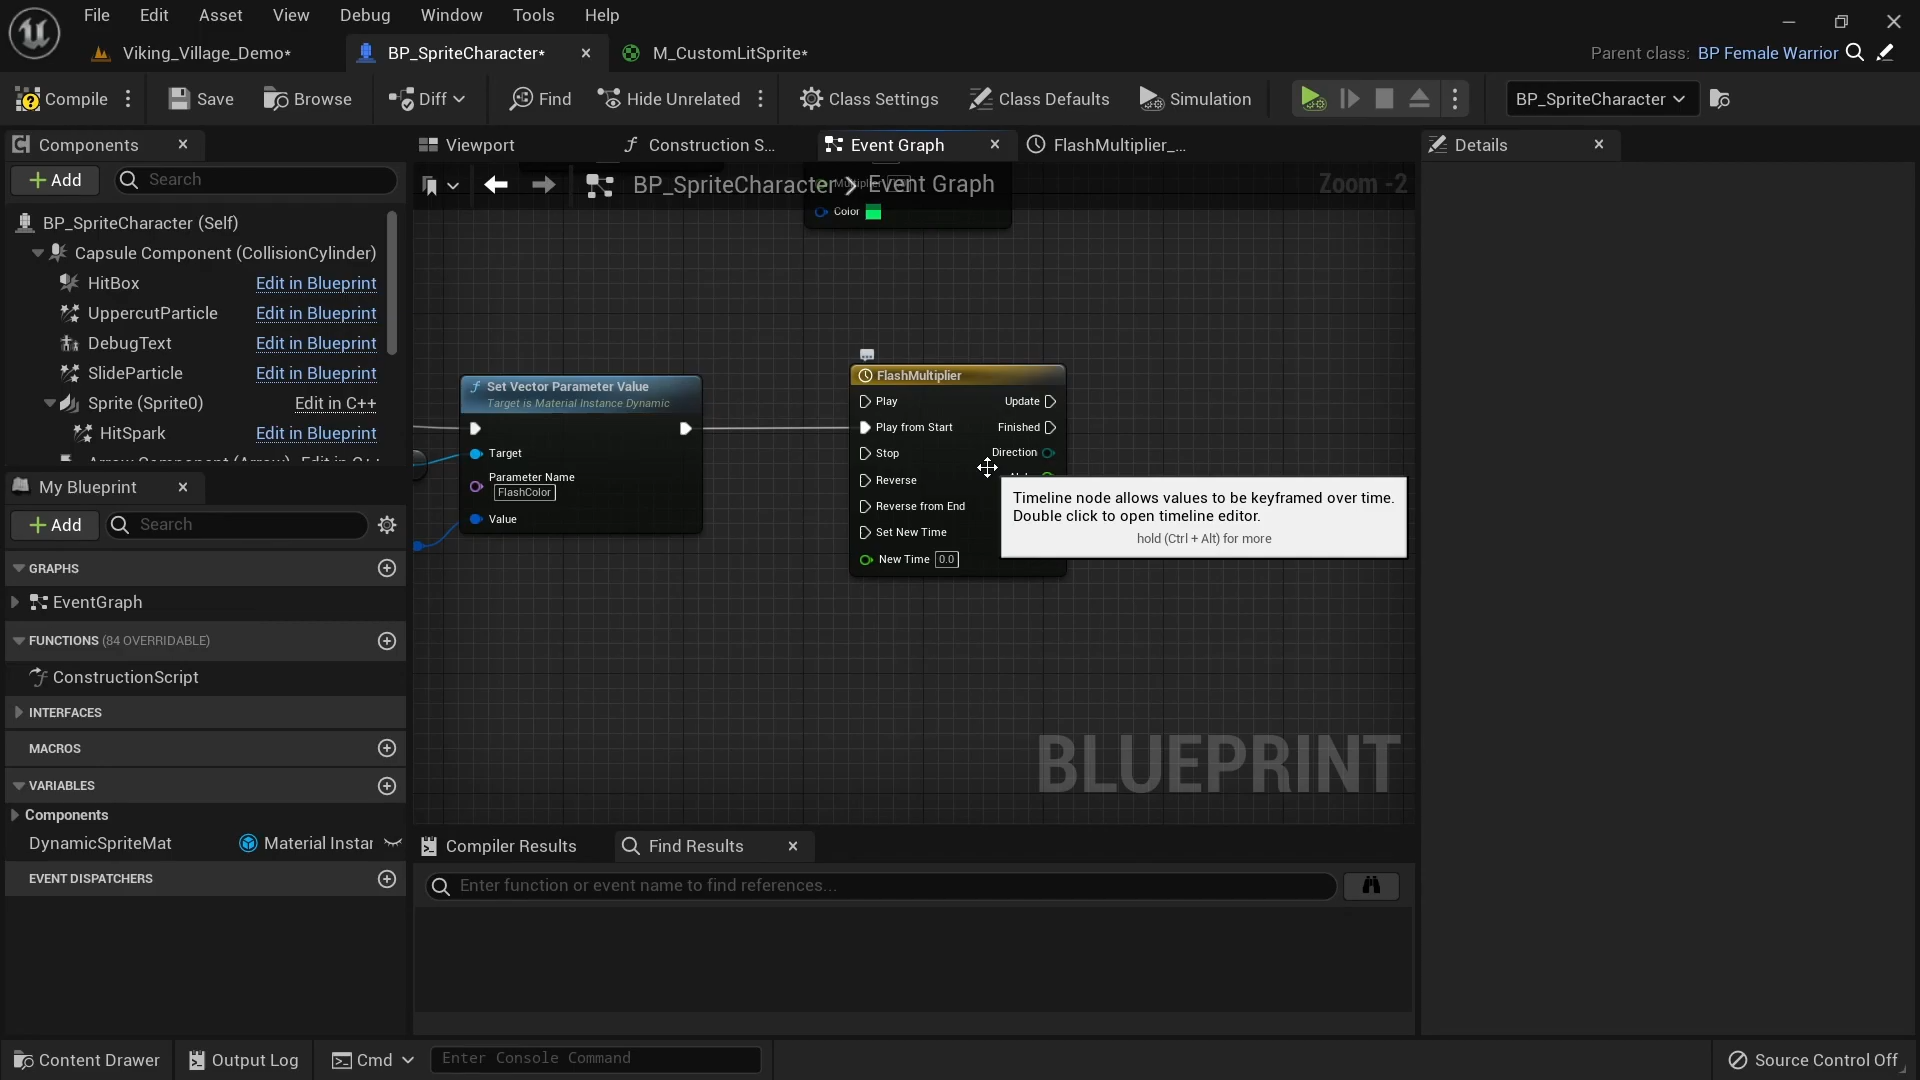 File Edit Asset View Debug Window Tools Help
Viking_Village_Demo* BP_SpriteCharacter* M_CustomLitSprite* Parent class: BP Female Warrior
Compile Save Browse Diff Find Hide Unrelated Class Settings Class Defaults Simulation BP_SpriteCharacter
Components Viewport Construction S... Event Graph FlashMultiplier_... Details
Add Search BP_SpriteCharacter Event Graph Zoom -2
Color
BP_SpriteCharacter (Self)
Capsule Component (CollisionCylinder)
HitBox Edit in Blueprint
UppercutParticle Edit in Blueprint
DebugText Edit in Blueprint
SlideParticle Edit in Blueprint
Sprite (Sprite0) Edit in C++
HitSpark Edit in Blueprint
Set Vector Parameter Value
Target is Material Instance Dynamic
Target
Parameter Name
FlashColor
Value
FlashMultiplier
Play Update
Play from Start Finished
Stop Direction
Reverse
Reverse from End
Set New Time
New Time 0.0
Timeline node allows values to be keyframed over time.
Double click to open timeline editor.
hold (Ctrl + Alt) for more
My Blueprint
Add Search
GRAPHS
EventGraph
FUNCTIONS (84 OVERRIDABLE)
ConstructionScript
INTERFACES
MACROS
VARIABLES
Components
DynamicSpriteMat Material Instar
EVENT DISPATCHERS
BLUEPRINT
Compiler Results Find Results
Enter function or event name to find references...
Content Drawer Output Log Cmd Enter Console Command Source Control Off